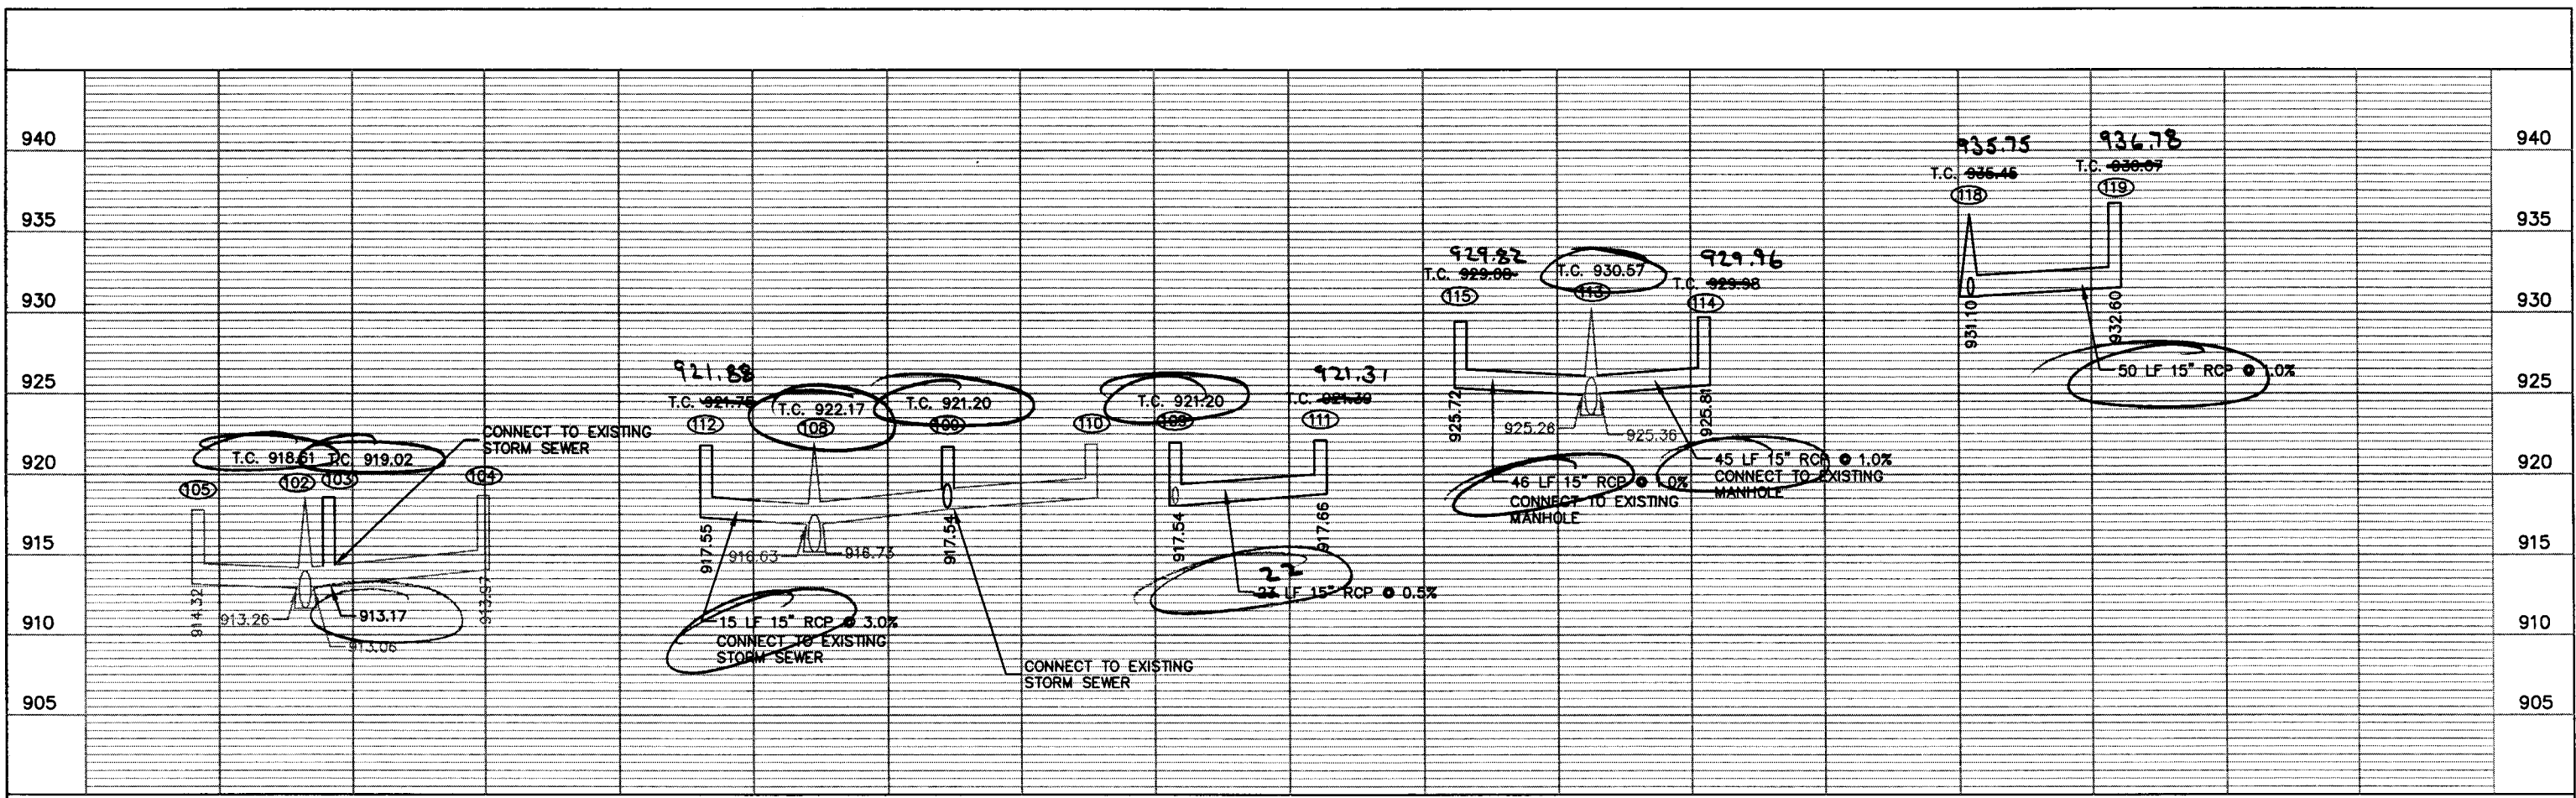 940
935
930
925
920
915
910
905
940
935
930
925
920
915
910
905
T.C. 918.61
T.C. 919.02
105
102
103
104
CONNECT TO EXISTING
STORM SEWER
914.32
913.26
913.17
913.06
913.97
921.88
T.C. 921.75
112
T.C. 922.17
108
T.C. 921.20
109
110
T.C. 921.20
109
921.31
T.C. 921.39
111
917.55
916.63
916.73
917.54
917.54
917.66
15 LF 15" RCP @ 3.0%
CONNECT TO EXISTING
STORM SEWER
CONNECT TO EXISTING
STORM SEWER
22
23 LF 15" RCP @ 0.5%
929.82
T.C.
115
T.C. 930.57
113
929.96
T.C. 929.98
114
925.72
925.26
925.36
925.81
46 LF 15" RCP @ 1.0%
CONNECT TO EXISTING
MANHOLE
45 LF 15" RCP @ 1.0%
CONNECT TO EXISTING
MANHOLE
935.75
T.C. 935.45
118
936.78
T.C.
119
931.10
932.60
50 LF 15" RCP @ 1.0%